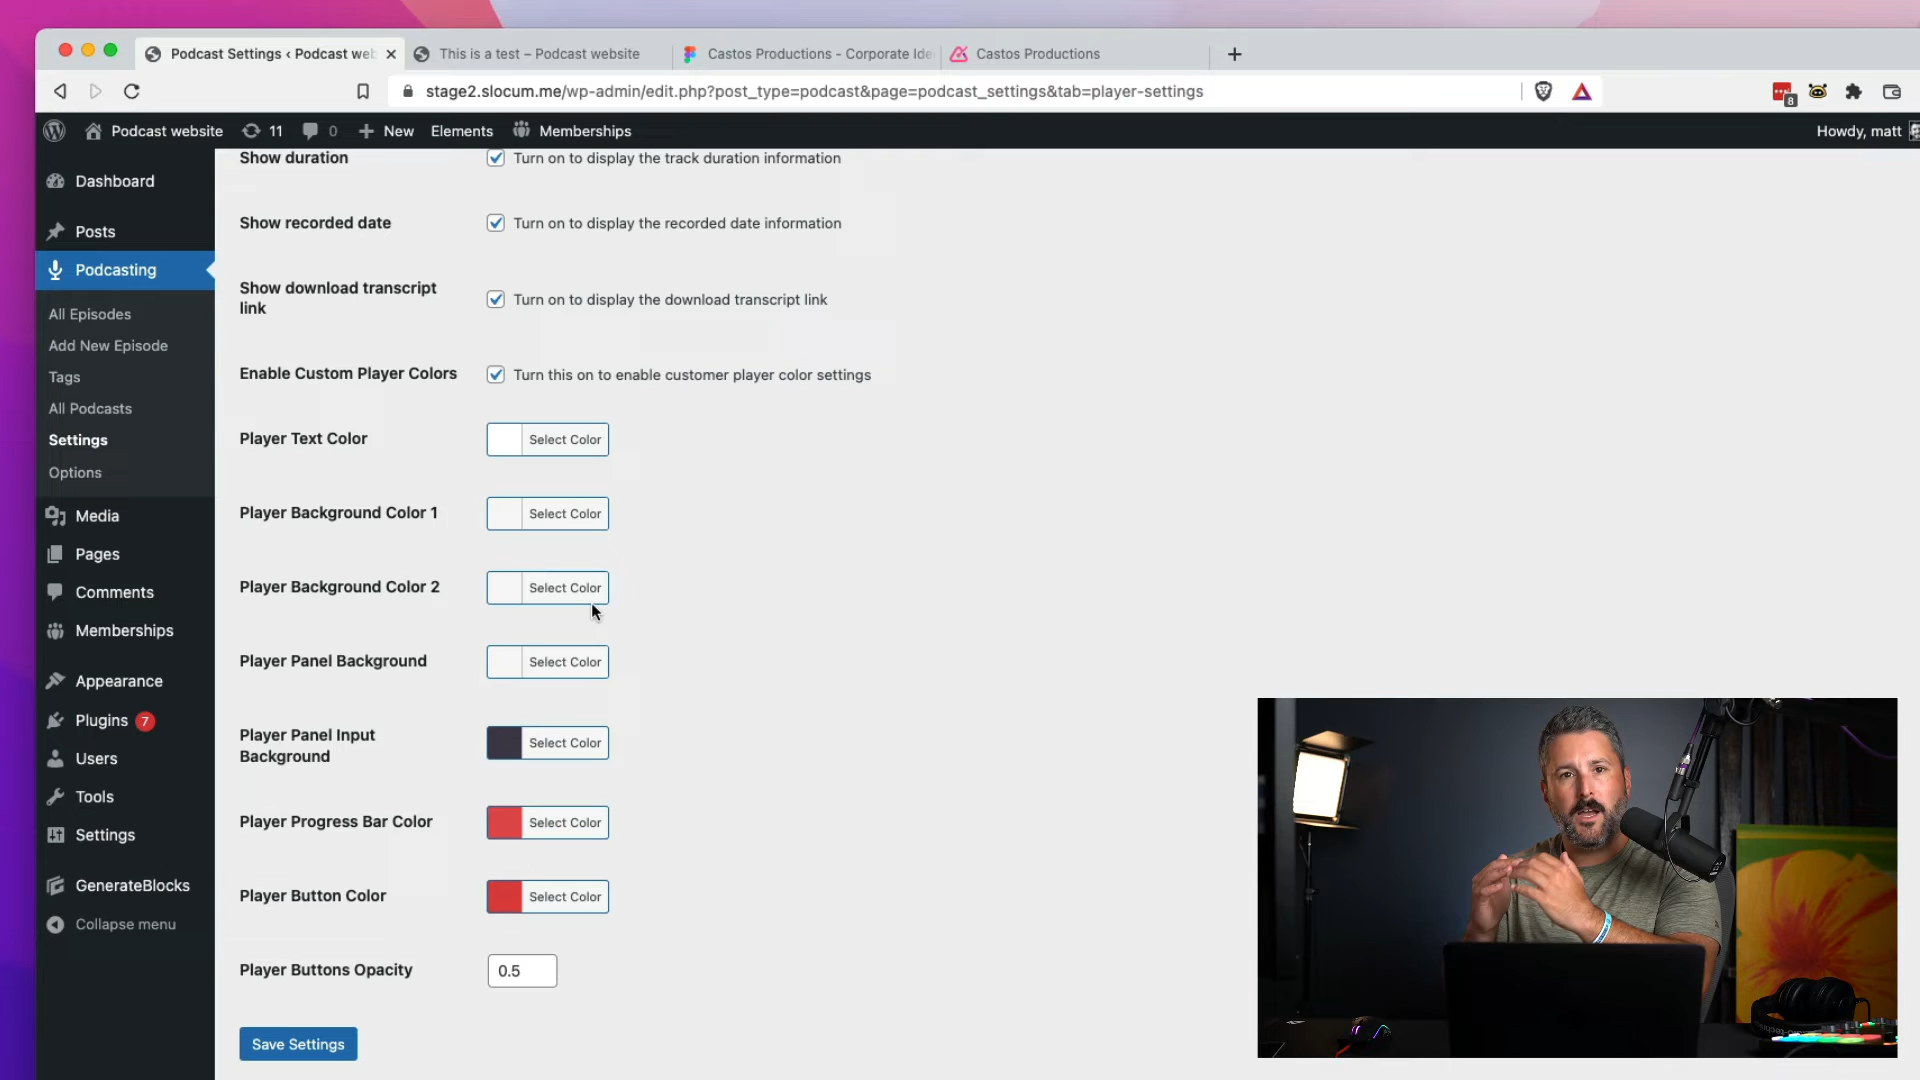 Podcast Settings ‹ Podcast web
This is a test – Podcast website
Castos Productions - Corporate Ide
Castos Productions
stage2.slocum.me/wp-admin/edit.php?post_type=podcast&page=podcast_settings&tab=player-settings
8
Podcast website 11 0 New Elements Memberships
Howdy, matt
Dashboard
Posts
Podcasting
All Episodes
Add New Episode
Tags
All Podcasts
Settings
Options
Media
Pages
Comments
Memberships
Appearance
Plugins 7
Users
Tools
Settings
GenerateBlocks
Collapse menu
Show duration Turn on to display the track duration information
Show recorded date Turn on to display the recorded date information
Show download transcript
link
Turn on to display the download transcript link
Enable Custom Player Colors Turn this on to enable customer player color settings
Player Text Color Select Color
Player Background Color 1 Select Color
Player Background Color 2 Select Color
Player Panel Background Select Color
Player Panel Input
Background
Select Color
Player Progress Bar Color Select Color
Player Button Color Select Color
Player Buttons Opacity 0.5
Save Settings